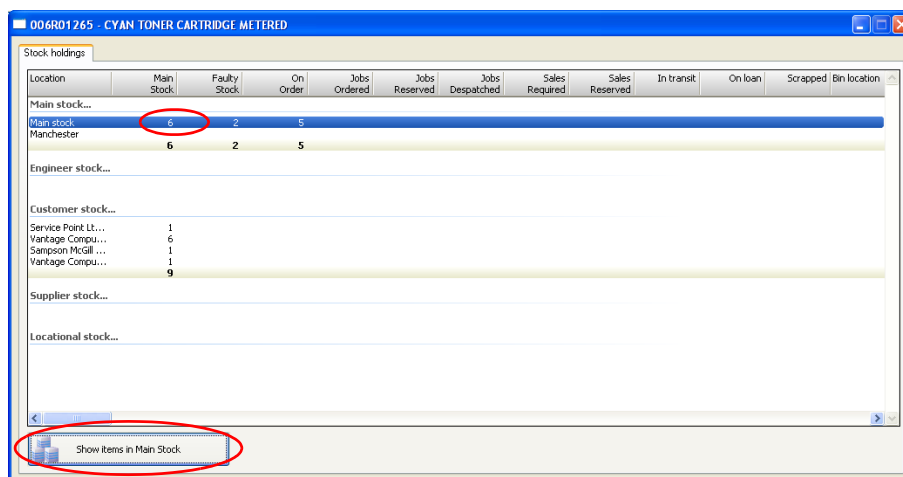 006R01265 - CYAN TONER CARTRIDGE METERED
Stock holdings
Location Main Stock Faulty Stock On Order Jobs Ordered Jobs Reserved Jobs Despatched Sales Required Sales Reserved In transit On loan Scrapped Bin location
Main stock...
Main stock 6 2 5
Manchester
6 2 5
Engineer stock...
Customer stock...
Service Point Lt... 1
Vantage Compu... 6
Sampson McGill ... 1
Vantage Compu... 1
9
Supplier stock...
Locational stock...
Show items in Main Stock